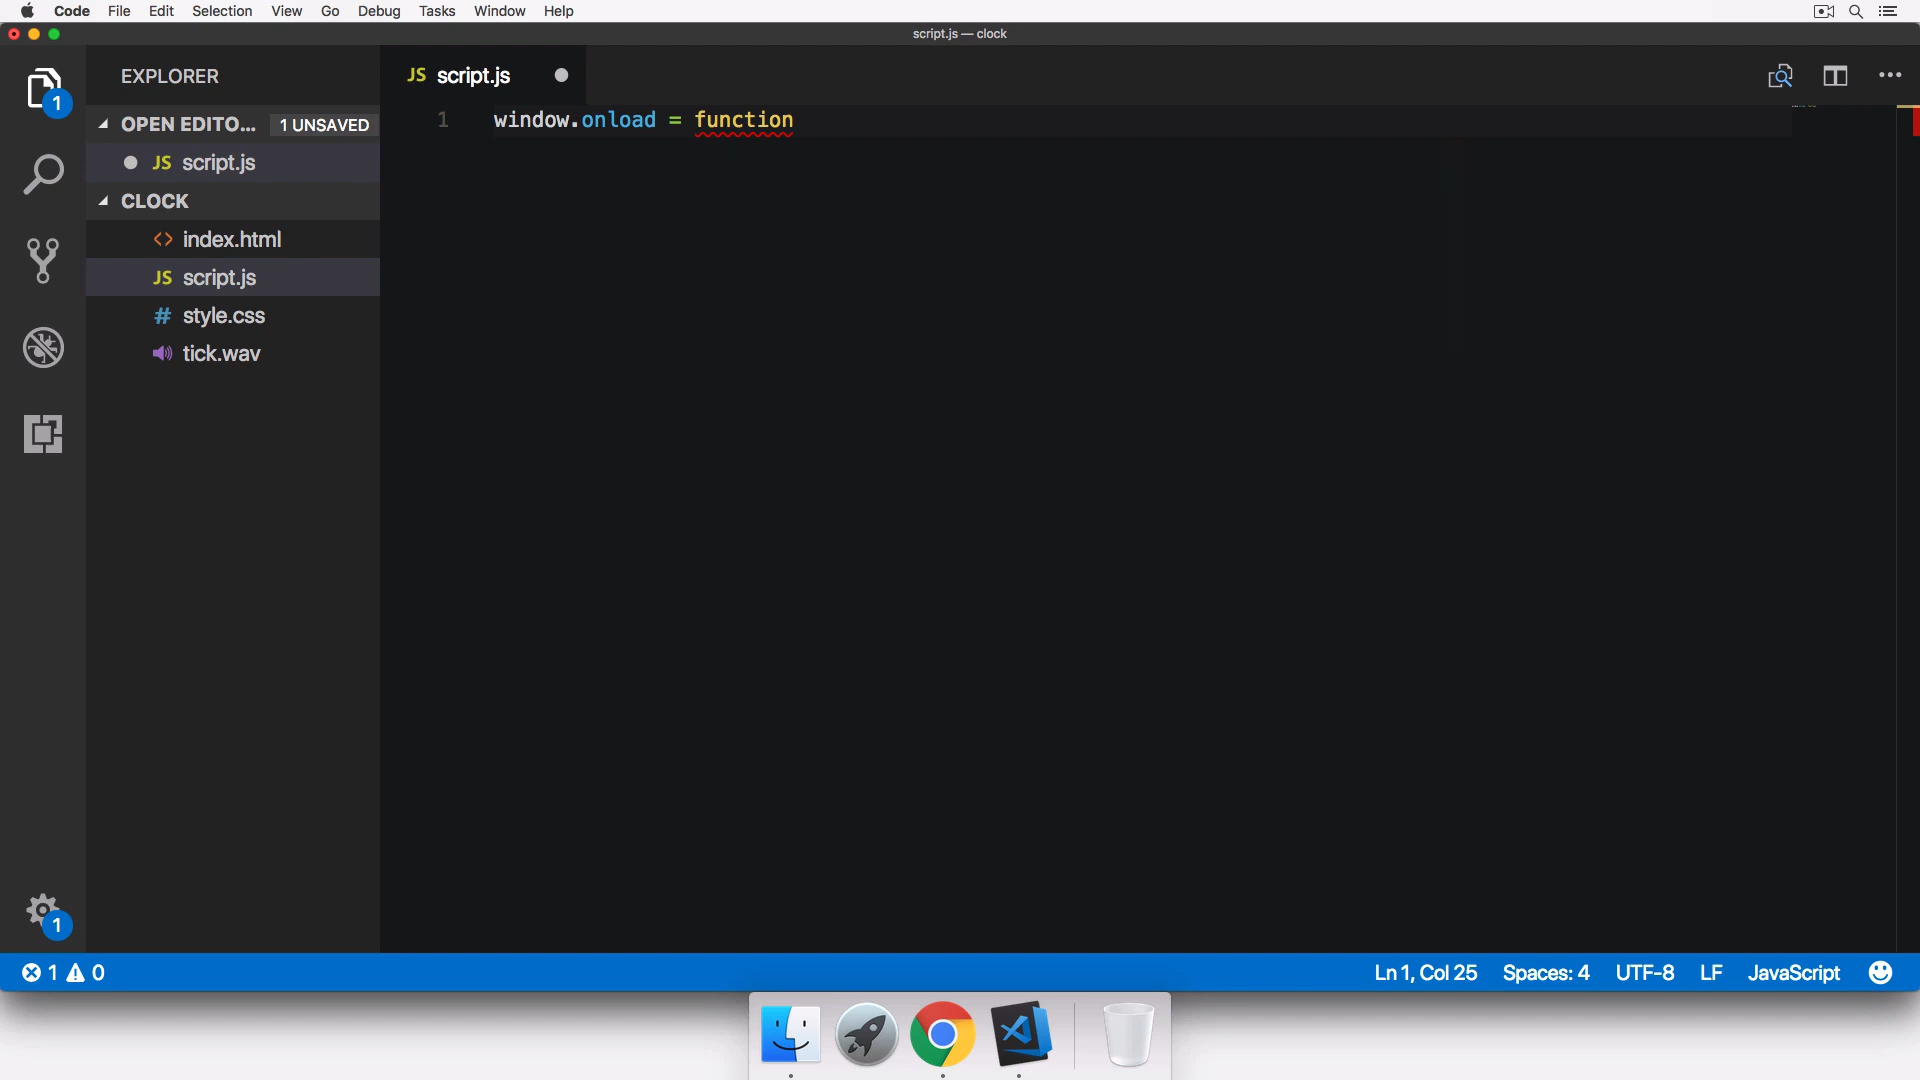 Code File Edit Selection View Go Debug Tasks Window Help
script.js — clock
EXPLORER
OPEN EDITO... 1 UNSAVED
JS script.js
CLOCK
<> index.html
JS script.js
# style.css
tick.wav
1
1
JS script.js
1 window.onload = function
1 0
Ln 1, Col 25 Spaces: 4 UTF-8 LF JavaScript